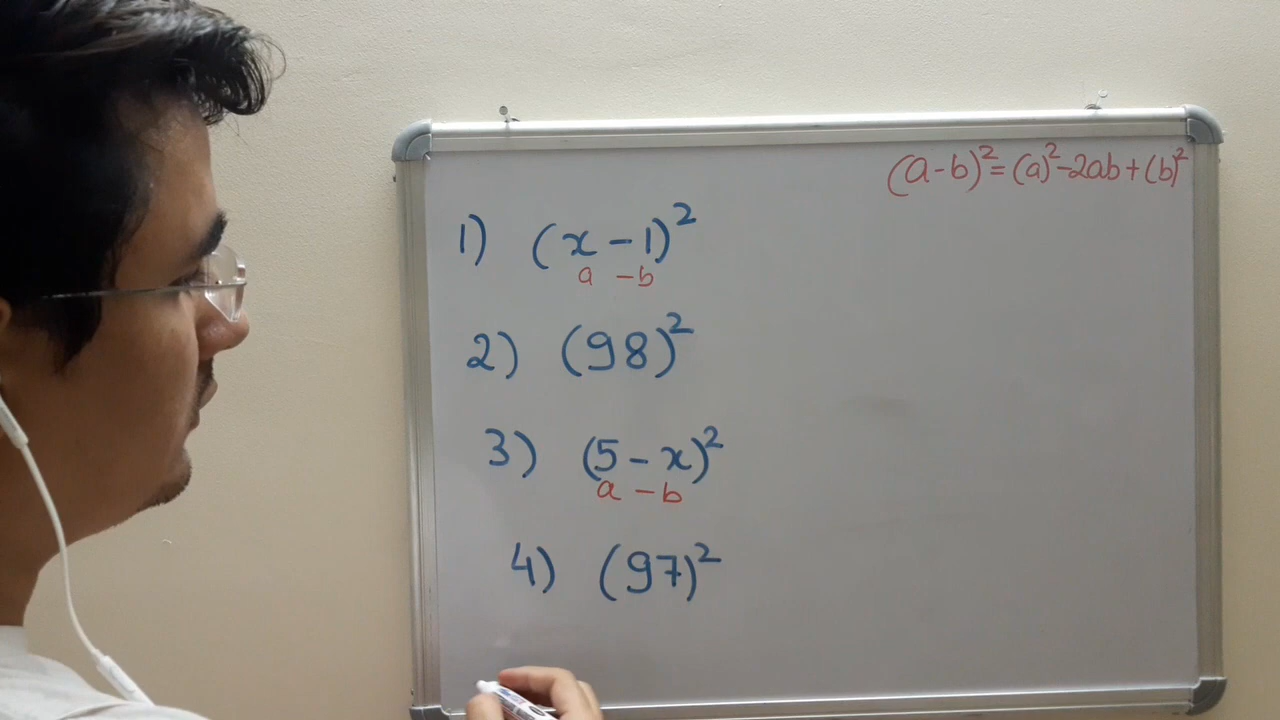 (a-b)²=(a)²-2ab+(b)²
1) (x-1)²
a -b
2) (98)²
3) (5-x)²
a -b
4) (97)²